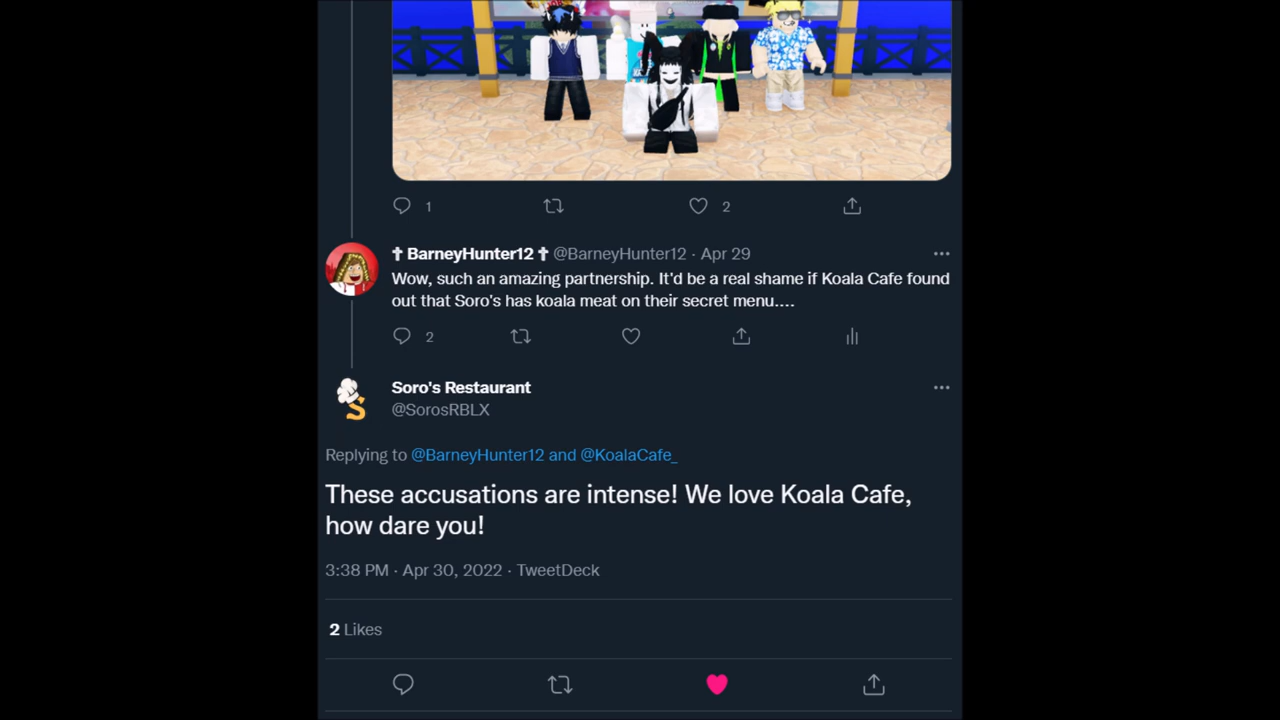 1
2
✝ BarneyHunter12 ✝ @BarneyHunter12 · Apr 29
Wow, such an amazing partnership. It'd be a real shame if Koala Cafe found
out that Soro's has koala meat on their secret menu....
2
Soro's Restaurant
@SorosRBLX
Replying to @BarneyHunter12 and @KoalaCafe_
These accusations are intense! We love Koala Cafe,
how dare you!
3:38 PM · Apr 30, 2022 · TweetDeck
2 Likes